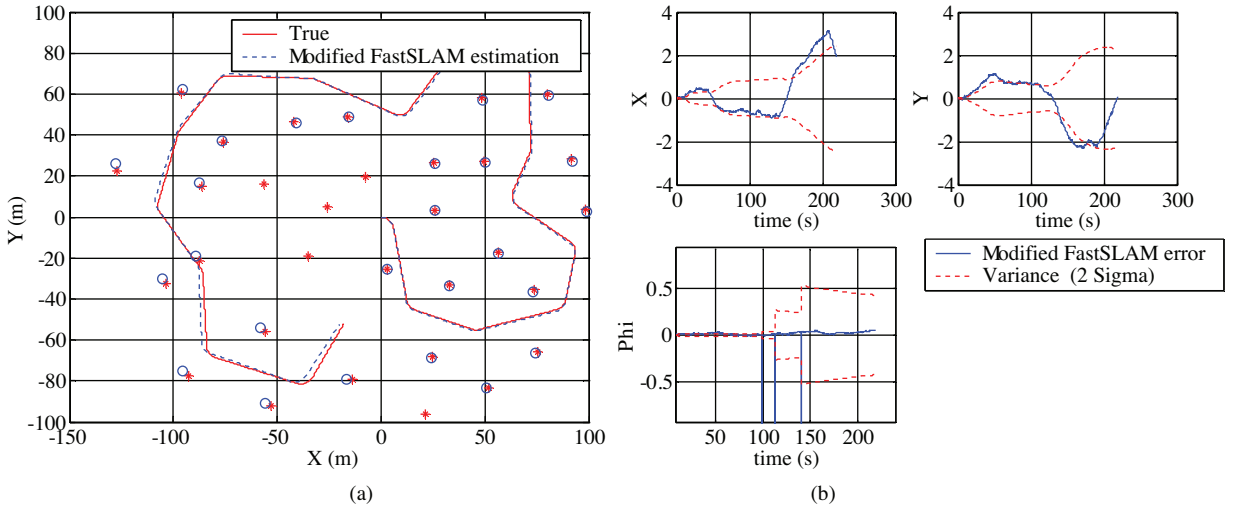 True
Modified FastSLAM estimation
80
60
40
20
0
-20
-40
-60
-80
-100
Y (m)
-150
-100
-50
0
50
100
X (m)
(a)
4
2
0
-2
-4
X
0
100
200
300
time (s)
4
2
0
-2
-4
Y
0
100
200
300
time (s)
Modified FastSLAM error
Variance (2 Sigma)
0.5
0
-0.5
Phi
50
100
150
200
time (s)
(b)